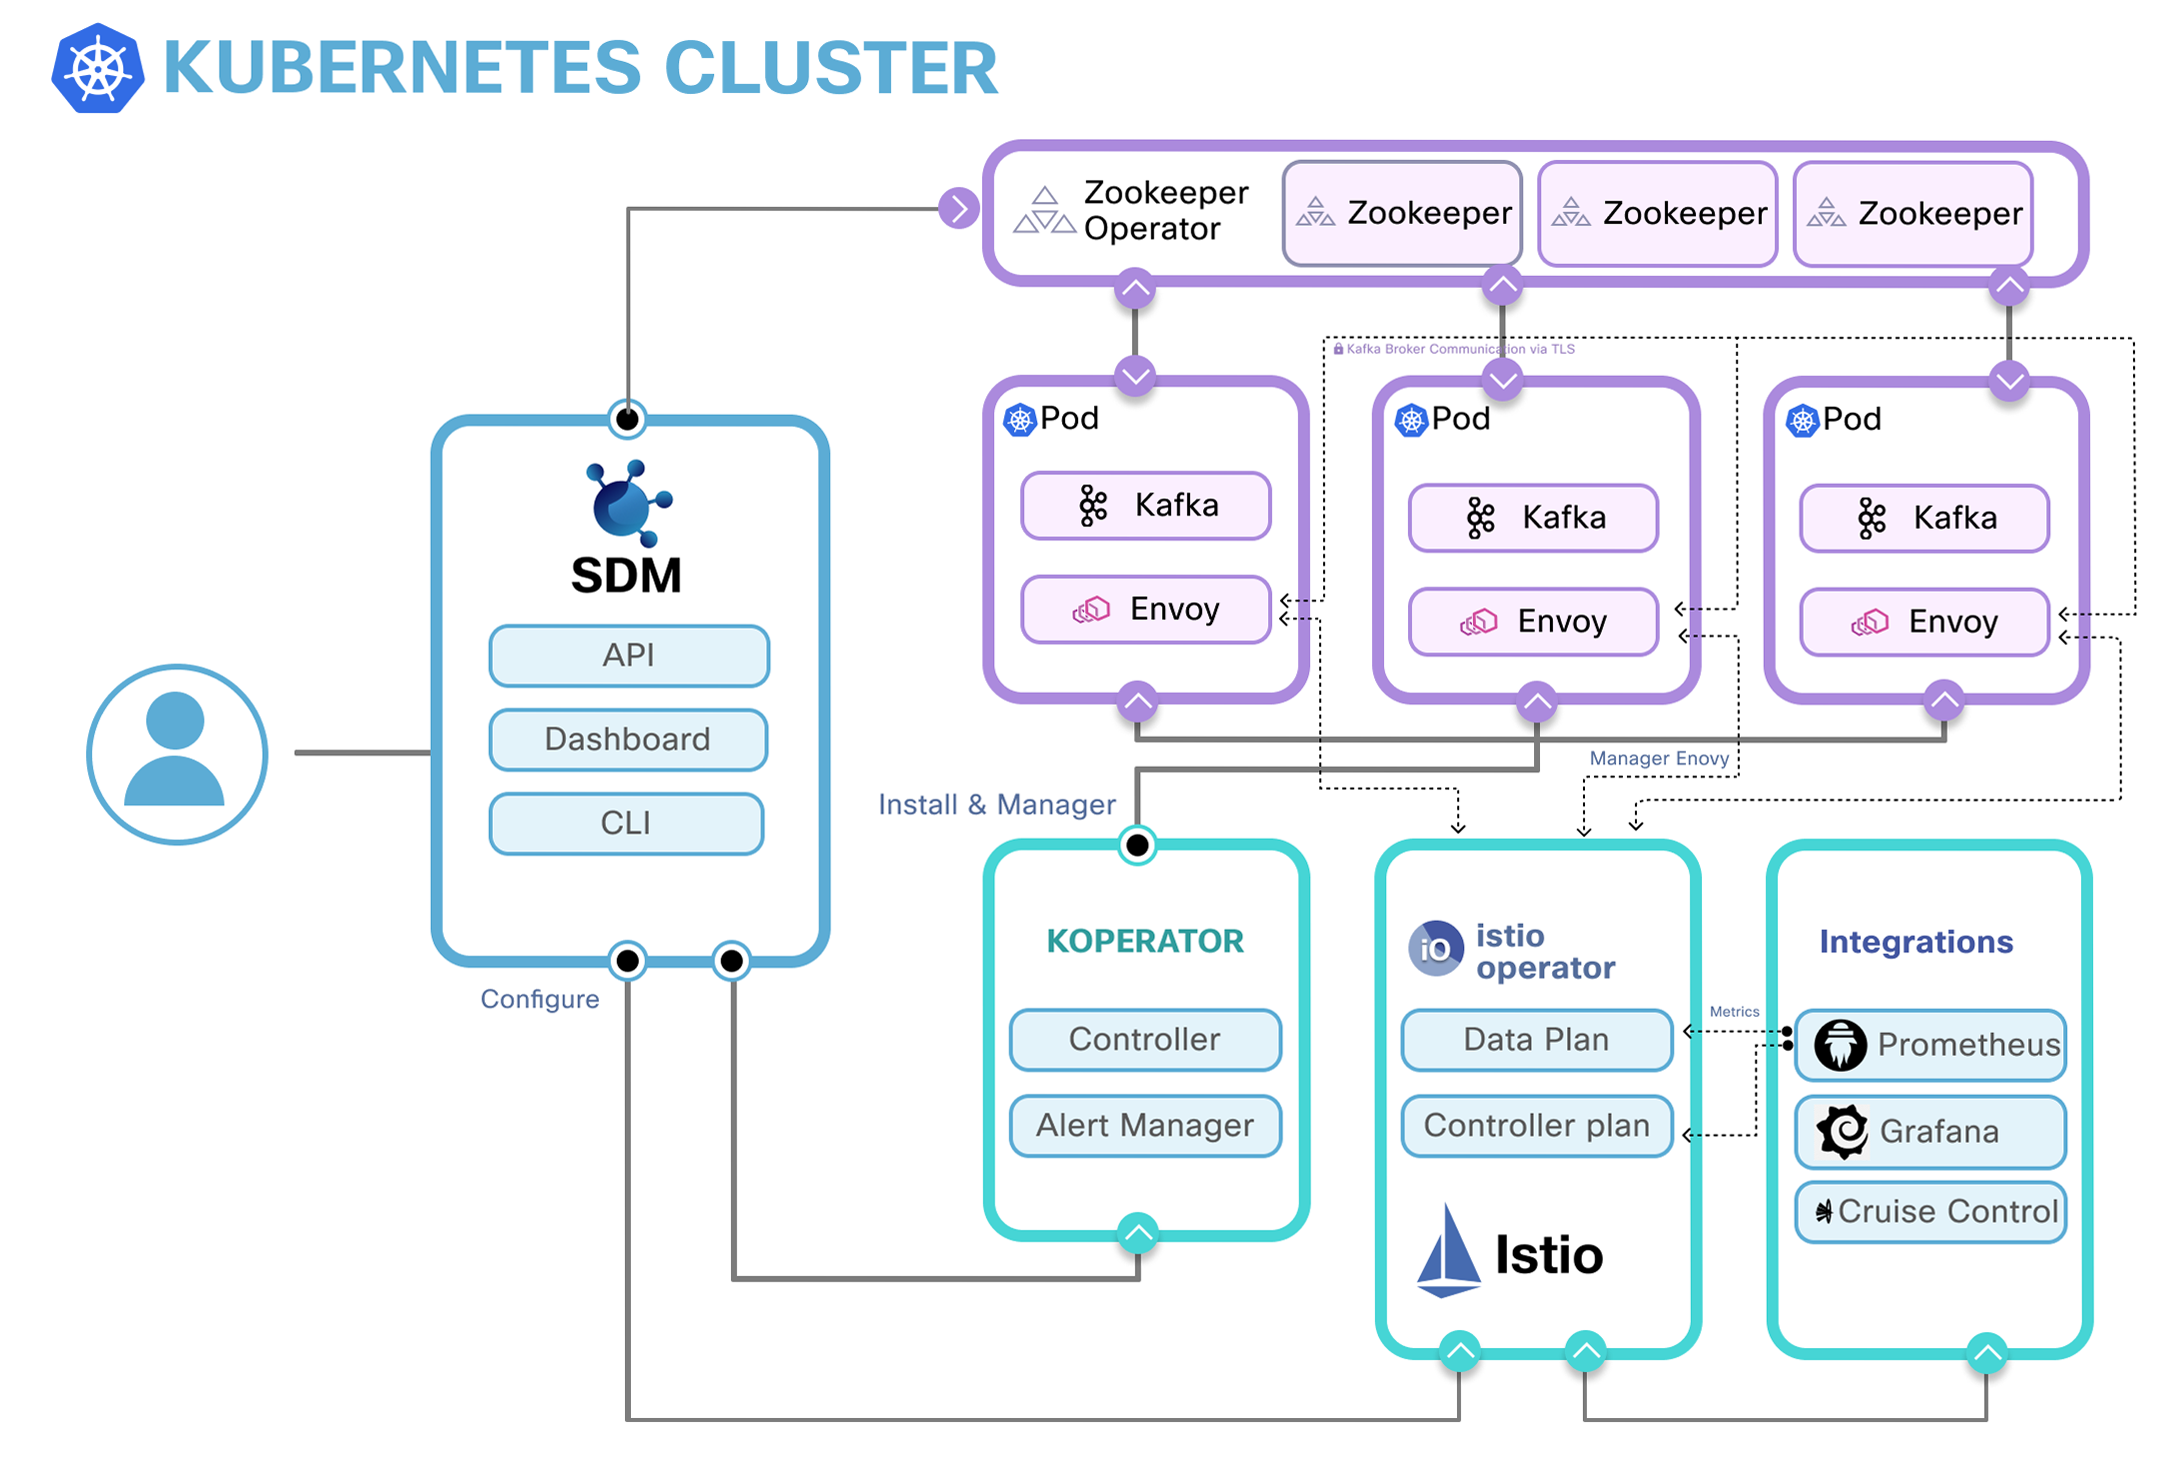 KUBERNETES CLUSTER
Zookeeper
Operator
Zookeeper
Zookeeper
Zookeeper
Kafka Broker Communication via TLS
Pod
Kafka
Envoy
Pod
Kafka
Envoy
Pod
Kafka
Envoy
SDM
API
Dashboard
CLI
Configure
Install & Manager
Manager Enovy
KOPERATOR
Controller
Alert Manager
iO
istio
operator
Data Plan
Controller plan
Istio
Metrics
Integrations
Prometheus
Grafana
Cruise Control